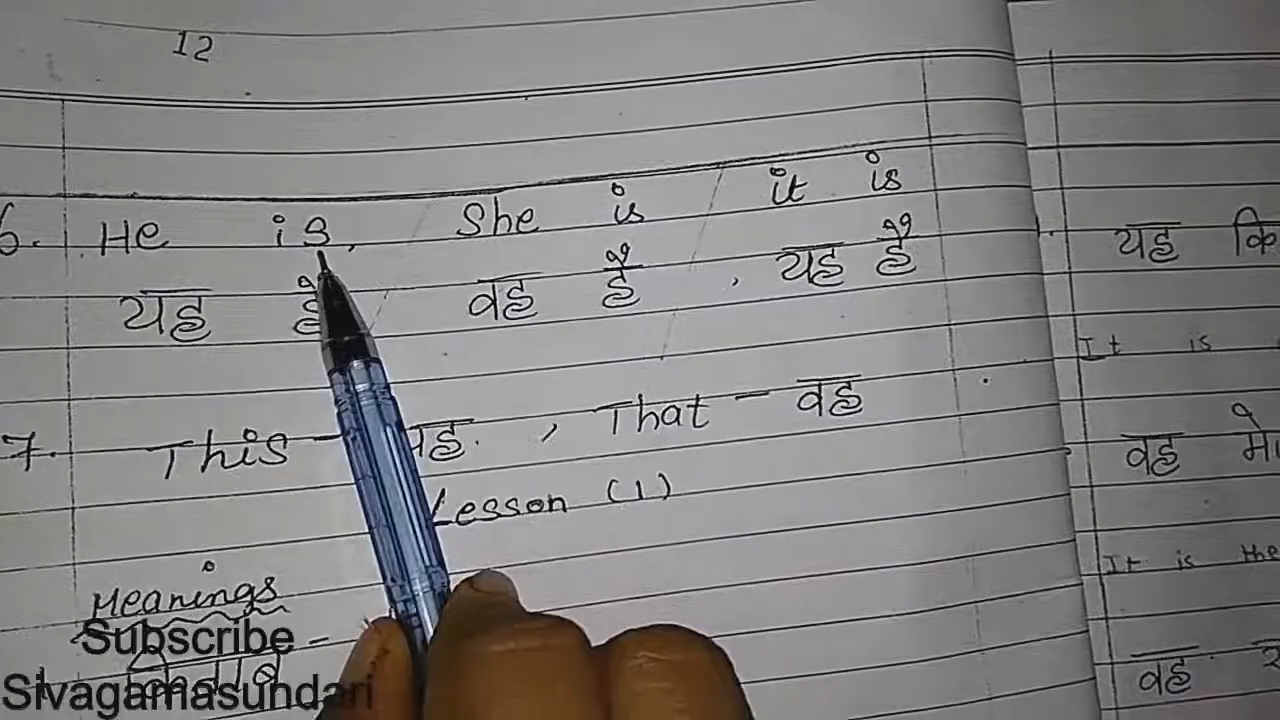 12
6. He is, She is it is
यह है वह है , यह है
7. This - यह . , That - वह
Lesson (1)
Meanings
Subscribe
Sivagamasundari
यह
It is
वह
It is the
वह